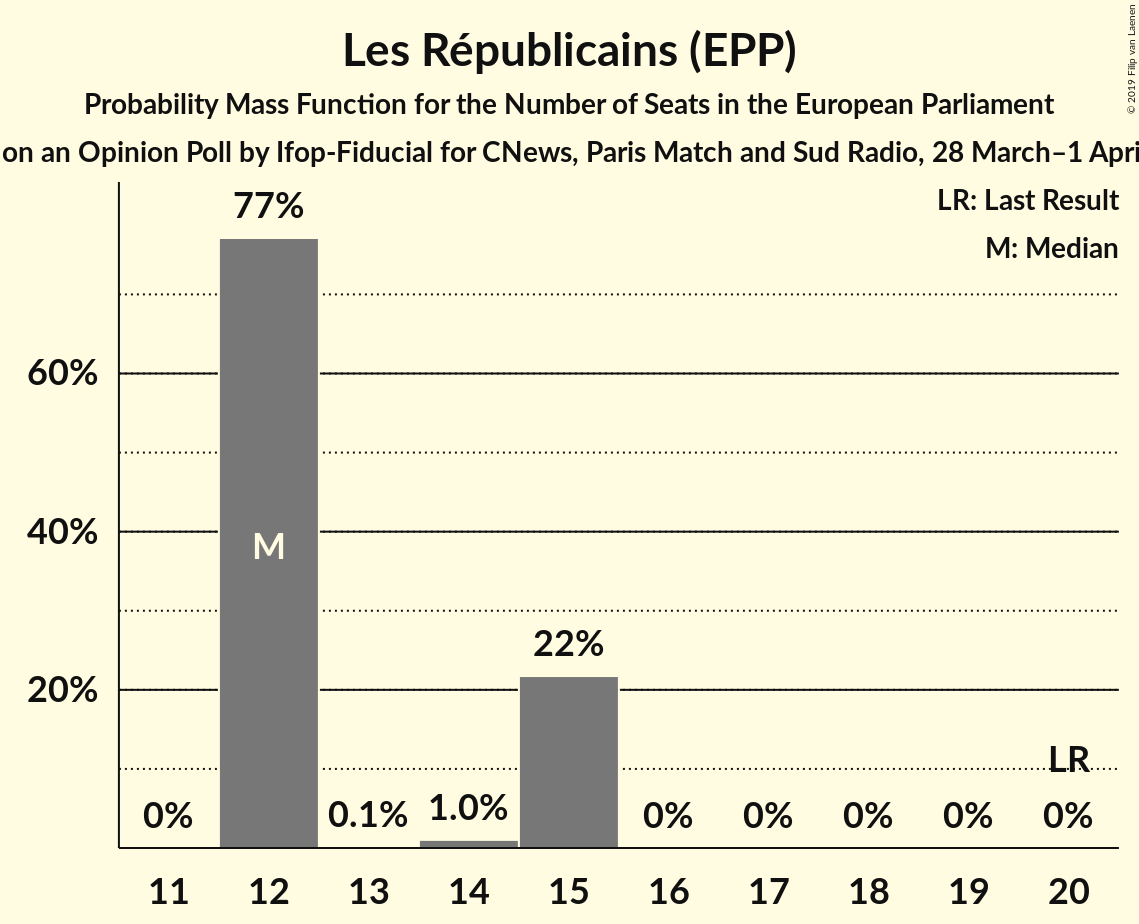 Les Républicains (EPP)
Probability Mass Function for the Number of Seats in the European Parliament
on an Opinion Poll by Ifop-Fiducial for CNews, Paris Match and Sud Radio, 28 March–1 Apri
© 2019 Filip van Laenen
LR: Last Result
M: Median
77%
60%
M
40%
22%
20%
LR
0% 0.1% 1.0% 0% 0% 0% 0% 0%
11 12 13 14 15 16 17 18 19 20